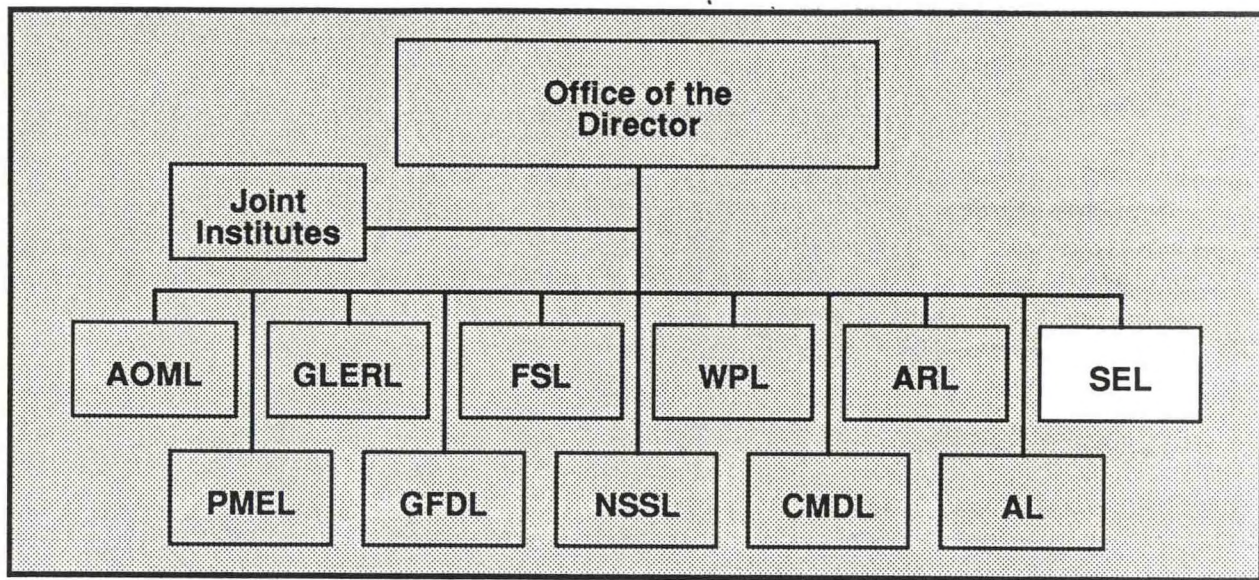 Office of the
Director
Joint
Institutes
AOML
GLERL
FSL
WPL
ARL
SEL
PMEL
GFDL
NSSL
CMDL
AL